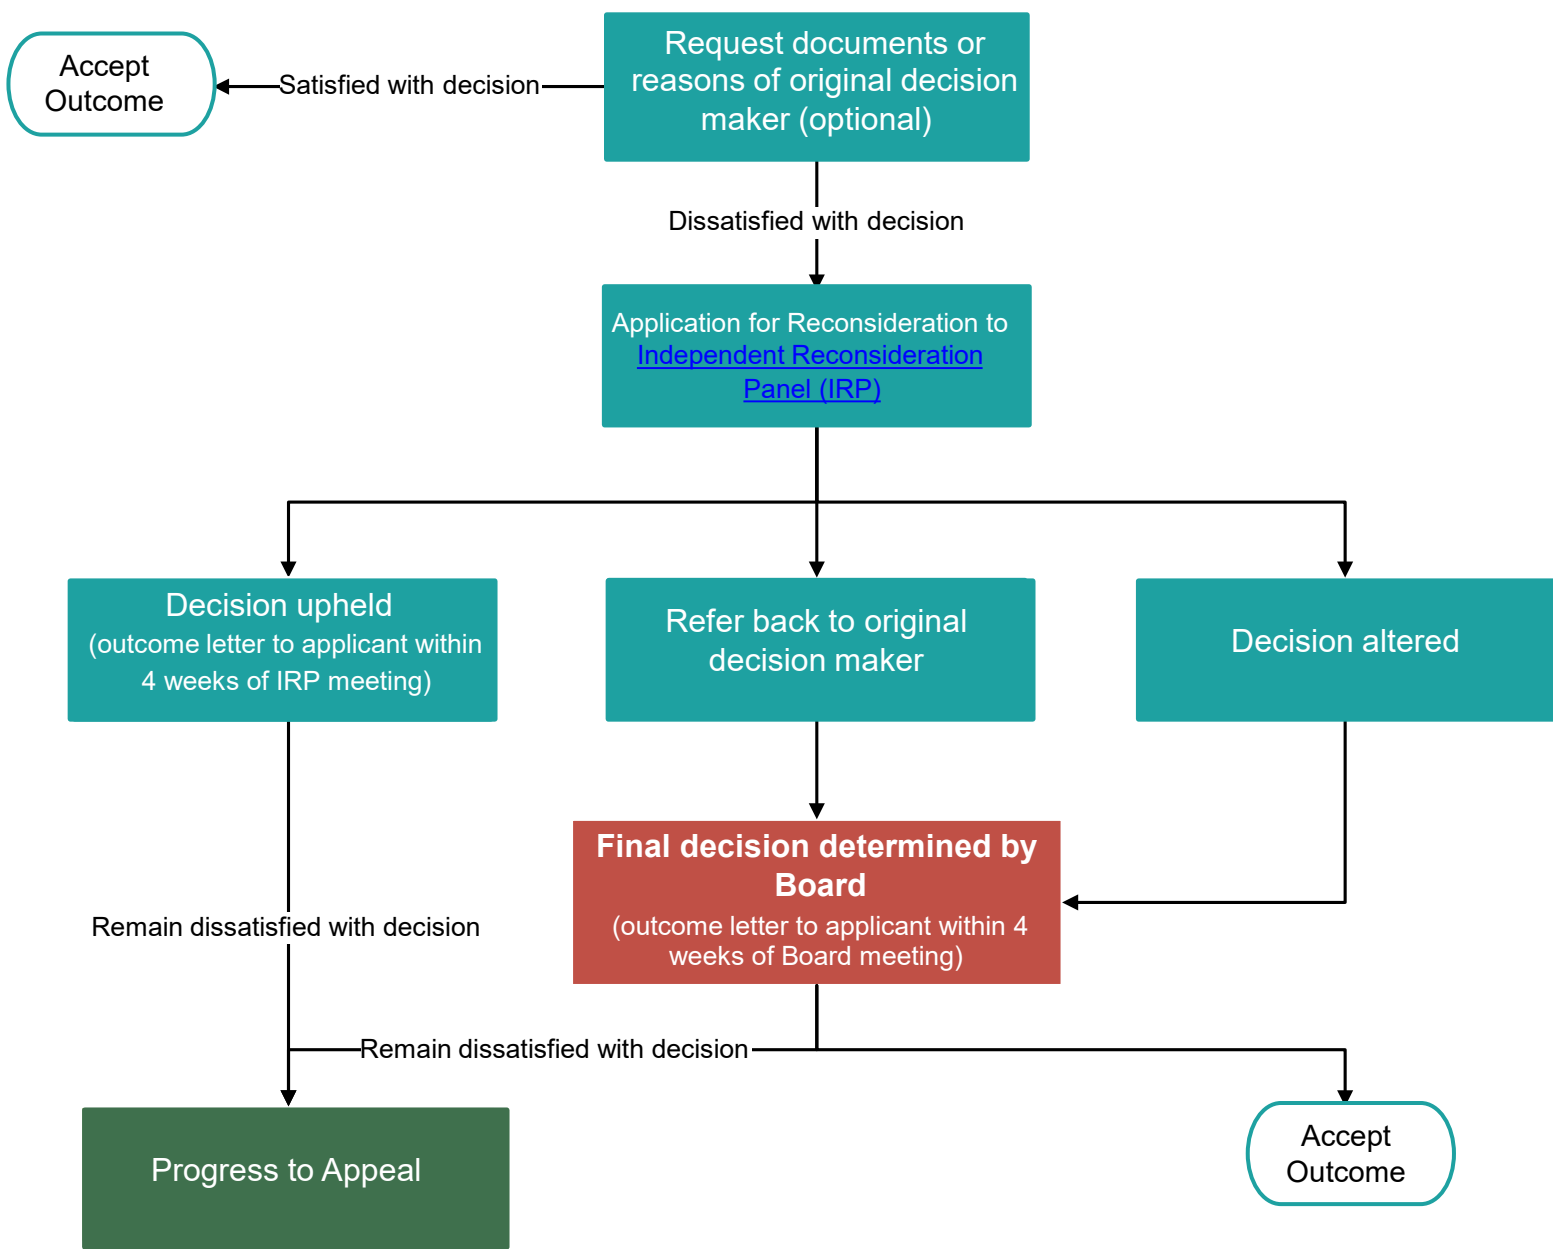 Request documents or
reasons of original decision
maker (optional)
Accept
Outcome
Satisfied with decision
Dissatisfied with decision
Application for Reconsideration to
Independent Reconsideration
Panel (IRP)
Decision upheld
(outcome letter to applicant within
4 weeks of IRP meeting)
Refer back to original
decision maker
Decision altered
Final decision determined by
Board
(outcome letter to applicant within 4
weeks of Board meeting)
Remain dissatisfied with decision
Remain dissatisfied with decision
Progress to Appeal
Accept
Outcome